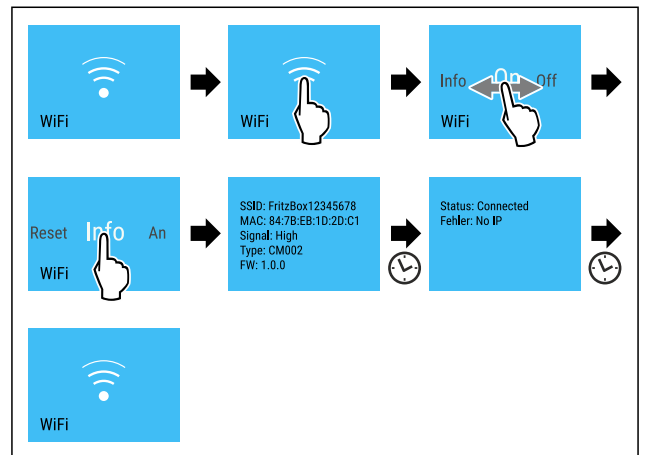 WiFi
WiFi
Info On Off
WiFi
Reset Info An
WiFi
SSID: FritzBox12345678
MAC: 84:7B:EB:1D:2D:C1
Signal: High
Type: CM002
FW: 1.0.0
Status: Connected
Fehler: No IP
WiFi